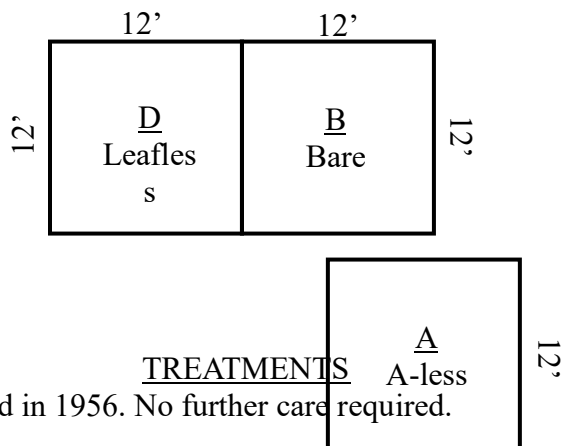 12’ 12’
12’
D
Leafles
s
B
Bare
12’
A
A-less
12’
TREATMENTS
d in 1956. No further care required.